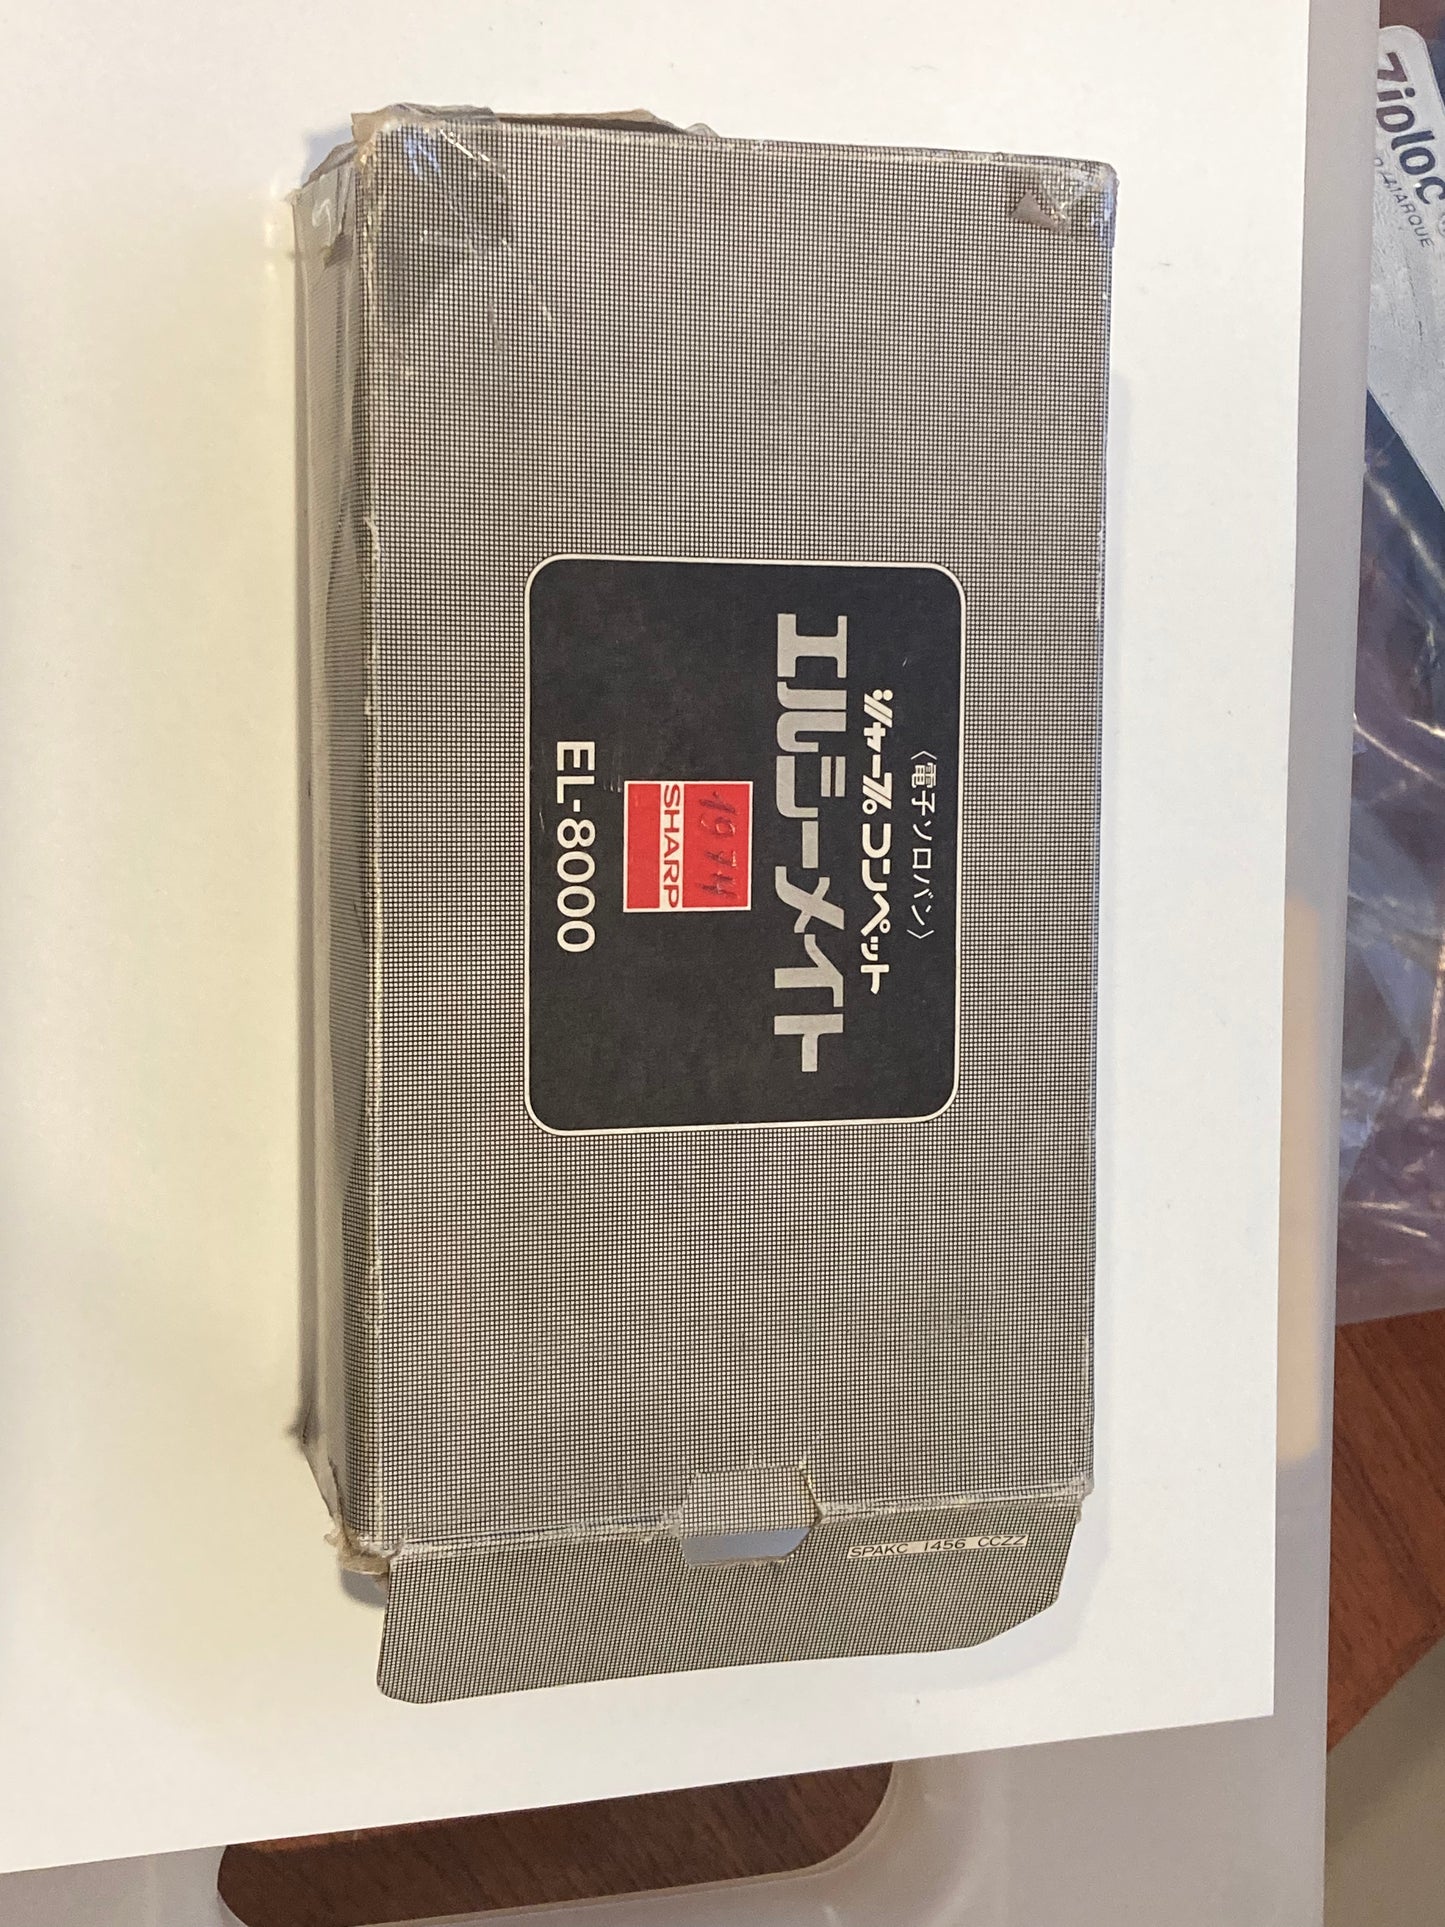 〈電子ソロバン〉
シャープ コンペット
エルシーメイト
1974
SHARP
EL-8000
SPAKC 1456 CCZZ
Ziploc